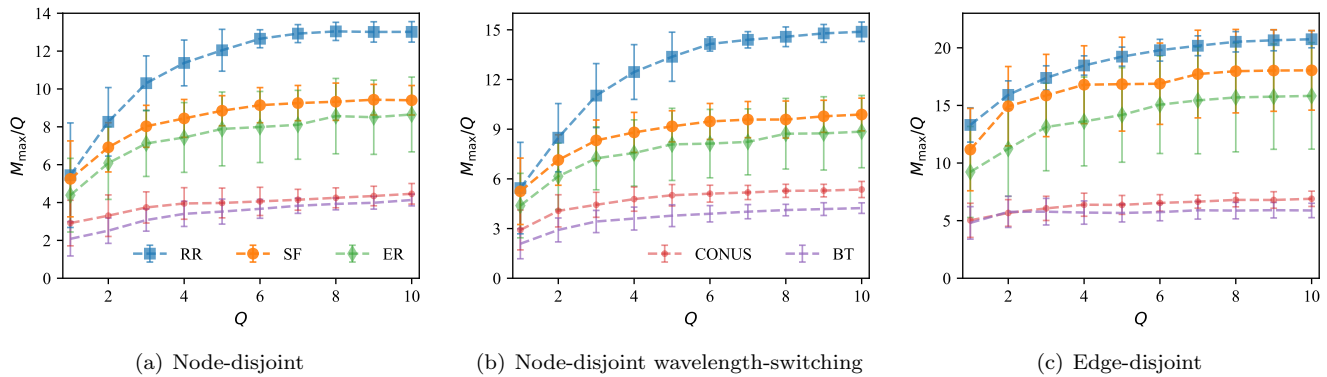 14
12
10
8
6
4
2
0
M_max/Q
2
4
6
8
10
Q
RR
SF
ER
(a) Node-disjoint
15
12
9
6
3
0
M_max/Q
2
4
6
8
10
Q
CONUS
BT
(b) Node-disjoint wavelength-switching
20
15
10
5
0
M_max/Q
2
4
6
8
10
Q
(c) Edge-disjoint